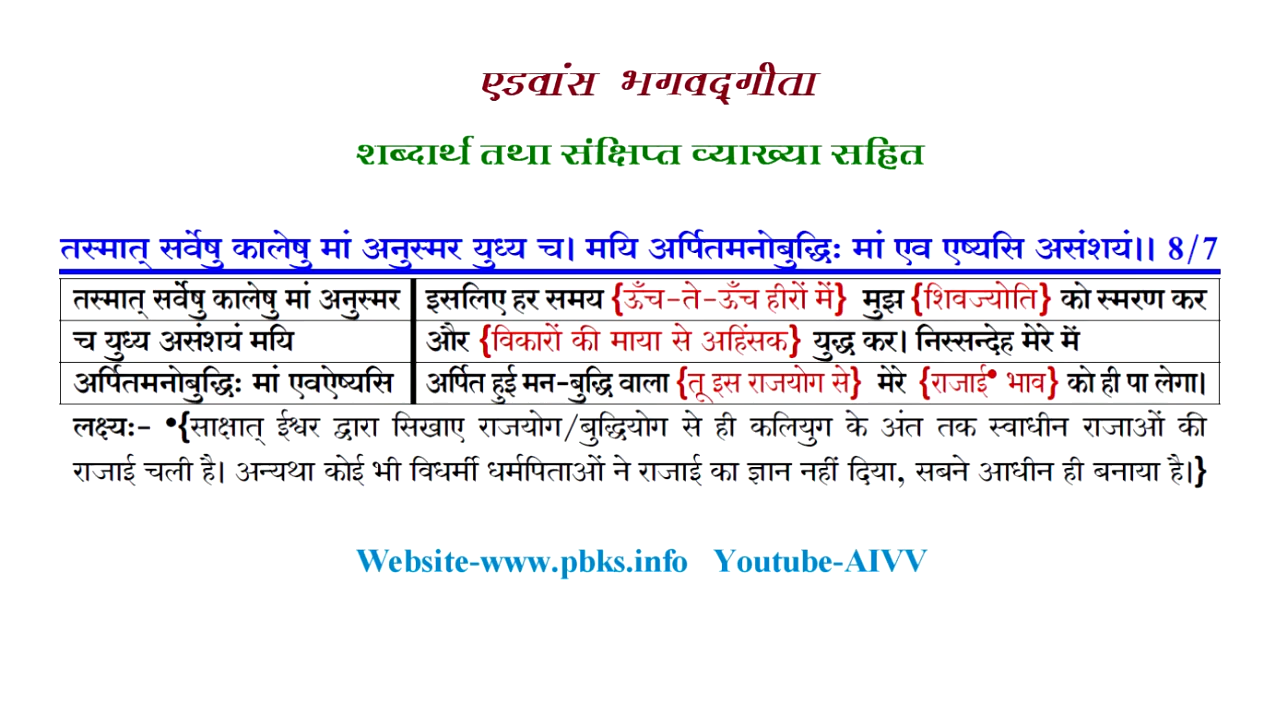 एडवांस भगवद्गीता
शब्दार्थ तथा संक्षिप्त व्याख्या सहित
तस्मात् सर्वेषु कालेषु मां अनुस्मर युध्य च। मयि अर्पितमनोबुद्धिः मां एव एष्यसि असंशयं।। 8/7
तस्मात् सर्वेषु कालेषु मां अनुस्मर इसलिए हर समय {ऊँच-ते-ऊँच हीरों में} मुझ {शिवज्योति} को स्मरण कर
च युध्य असंशयं मयि और {विकारों की माया से अहिंसक} युद्ध कर। निस्सन्देह मेरे में
अर्पितमनोबुद्धिः मां एवऐष्यसि अर्पित हुई मन-बुद्धि वाला {तू इस राजयोग से} मेरे {राजाई• भाव} को ही पा लेगा।
लक्ष्यः- •{साक्षात् ईश्वर द्वारा सिखाए राजयोग/बुद्धियोग से ही कलियुग के अंत तक स्वाधीन राजाओं की
राजाई चली है। अन्यथा कोई भी विधर्मी धर्मपिताओं ने राजाई का ज्ञान नहीं दिया, सबने आधीन ही बनाया है।}
Website-www.pbks.info Youtube-AIVV